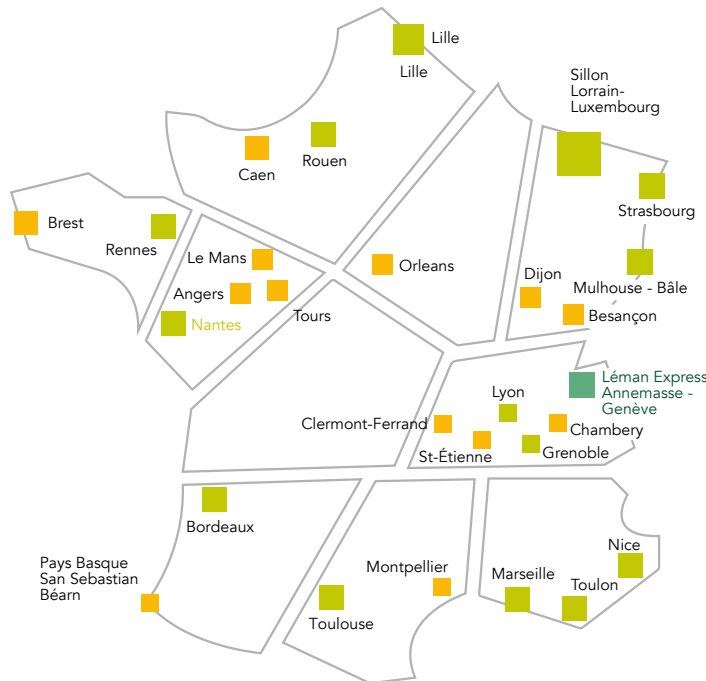 Lille
Lille
Sillon
Lorrain-
Luxembourg
Rouen
Caen
Strasbourg
Brest
Rennes
Le Mans
Orleans
Dijon
Mulhouse - Bâle
Angers
Tours
Besançon
Nantes
Léman Express
Annemasse -
Genève
Lyon
Clermont-Ferrand
Chambery
St-Étienne
Grenoble
Bordeaux
Nice
Pays Basque
San Sebastian
Béarn
Montpellier
Marseille
Toulon
Toulouse